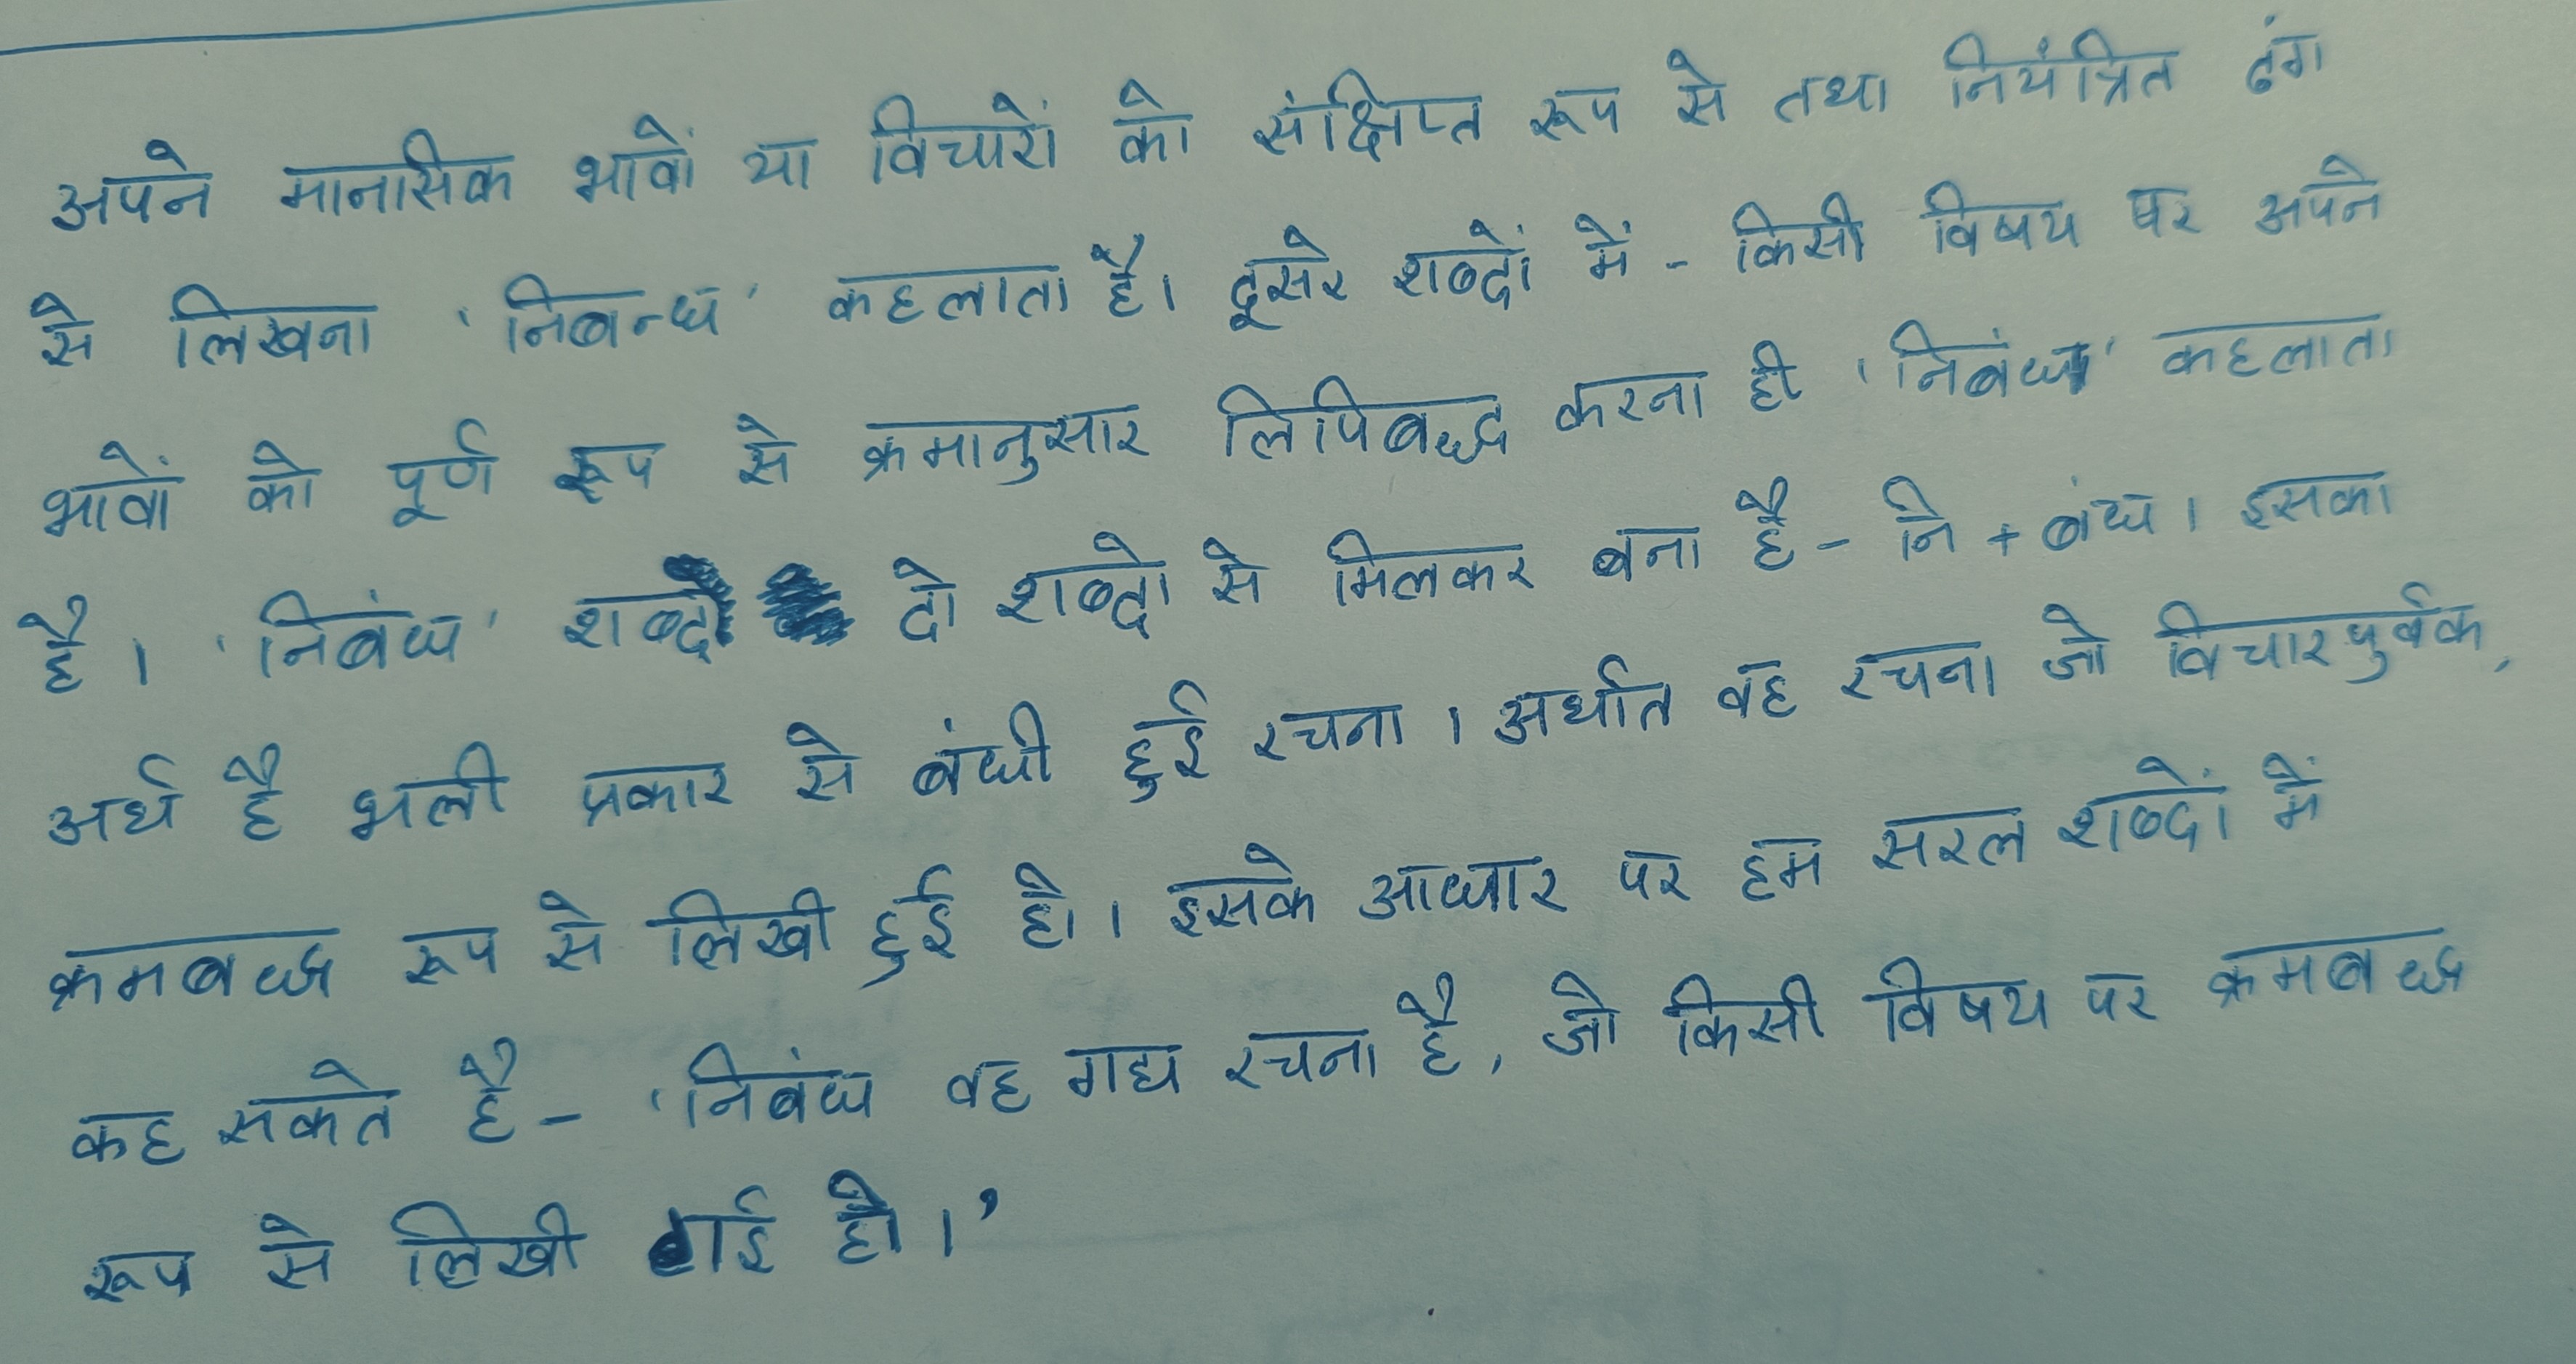 अपने मानसिक भावों या विचारों को संक्षिप्त रूप से तथा नियंत्रित ढंग
से लिखना 'निबन्ध' कहलाता है। दूसरे शब्दों में - किसी विषय पर अपने
भावों को पूर्ण रूप से क्रमानुसार लिपिबद्ध करना ही 'निबंध' कहलाता
है। 'निबंध' शब्द दो शब्दो से मिलकर बना है - नि + बंध। इसका
अर्थ है भली प्रकार से बंधी हुई रचना। अर्थात वह रचना जो विचारपुर्वक,
क्रमबद्ध रूप से लिखी हुई हो। इसके आधार पर हम सरल शब्दों में
कह सकते है - 'निबंध वह गद्य रचना है, जो किसी विषय पर क्रमबद्ध
रूप से लिखी गई हो।'